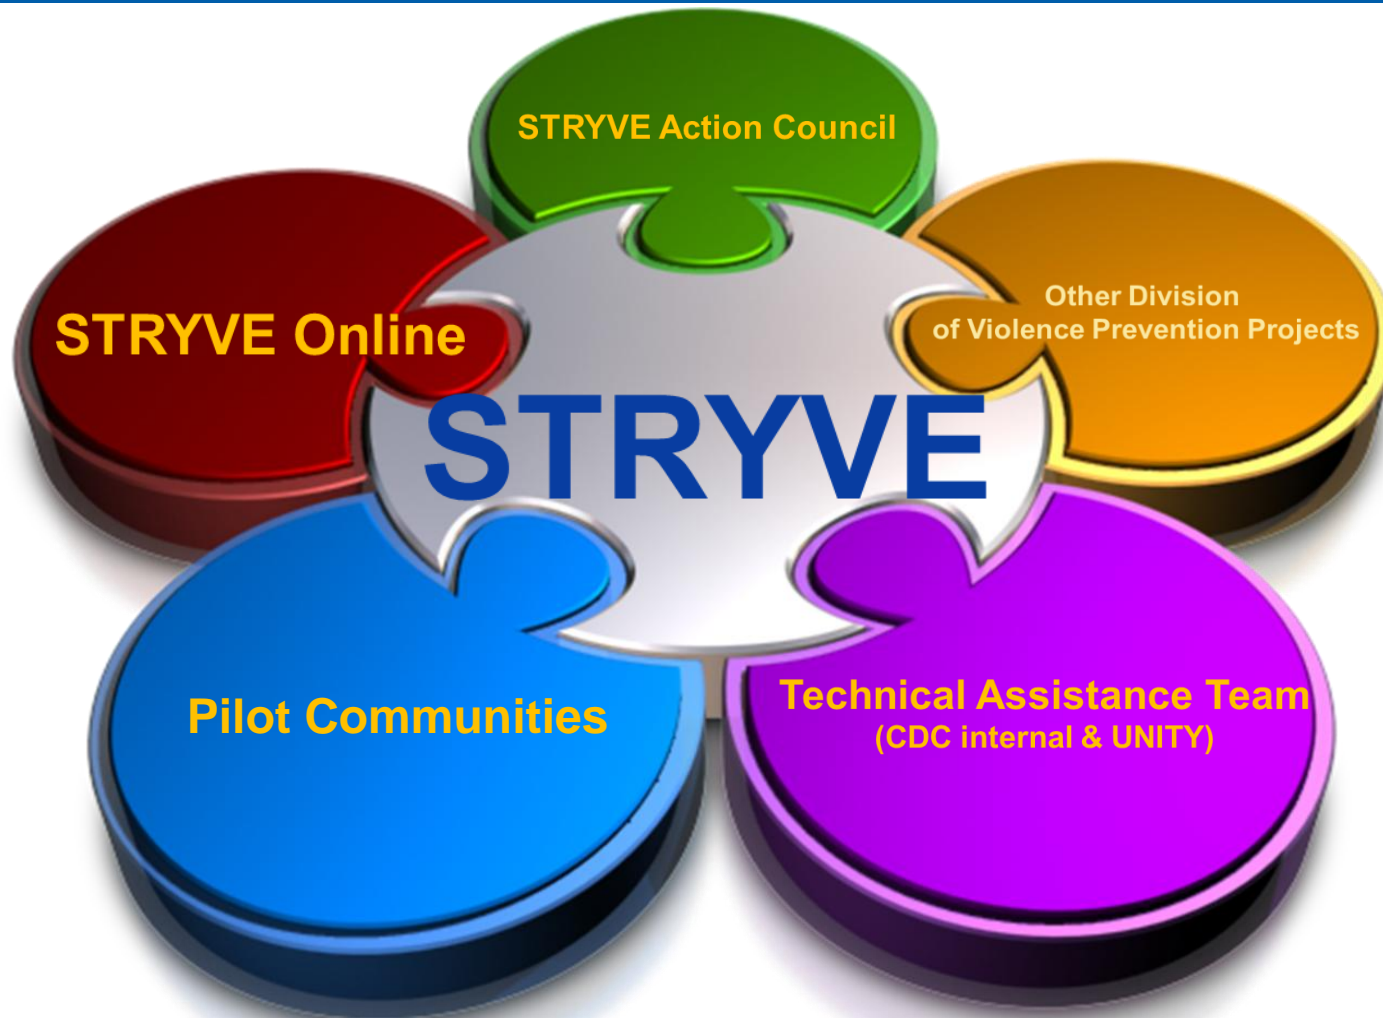 STRYVE Action Council
Other Division
of Violence Prevention Projects
STRYVE Online
STRYVE
Pilot Communities
Technical Assistance Team
(CDC internal & UNITY)